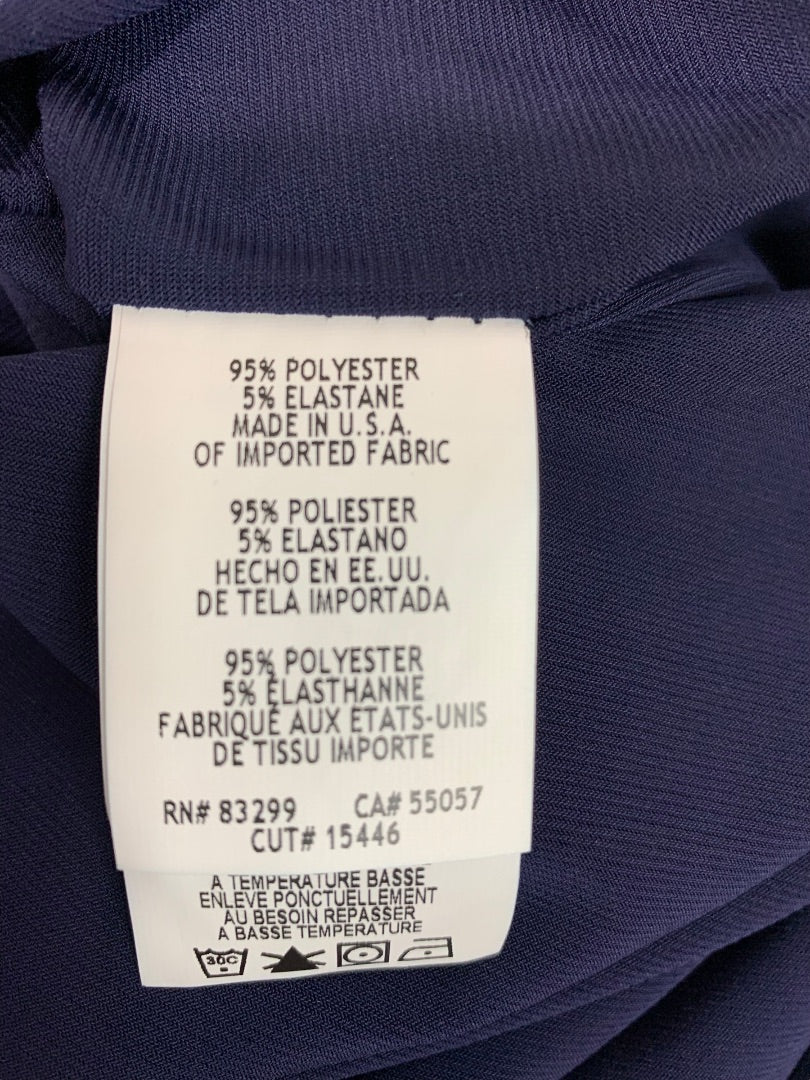 95% POLYESTER
5% ELASTANE
MADE IN U.S.A.
OF IMPORTED FABRIC
95% POLIESTER
5% ELASTANO
HECHO EN EE.UU.
DE TELA IMPORTADA
95% POLYESTER
5% ÉLASTHANNE
FABRIQUÉ AUX ÉTATS-UNIS
DE TISSU IMPORTE
RN# 83299 CA# 55057
CUT# 15446
A TEMPERATURE BASSE
ENLEVE PONCTUELLEMENT
AU BESOIN REPASSER
A BASSE TEMPERATURE
30C